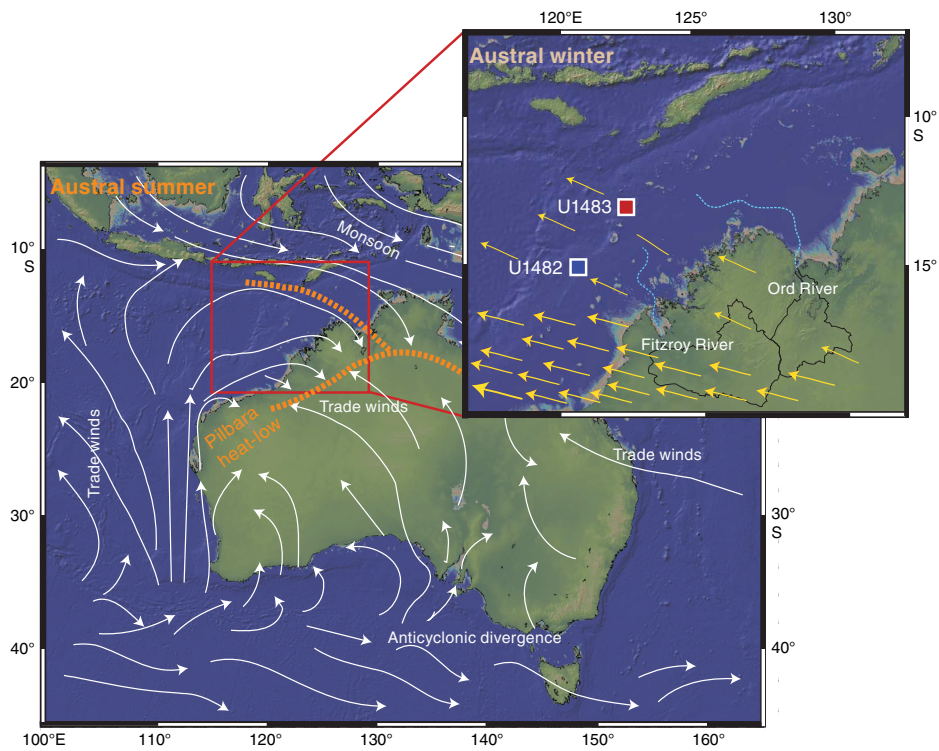 120°E
125°E
130°E
Austral winter
10°
S
U1483
U1482
15°
Ord River
Fitzroy River
Austral summer
Monsoon
10°
S
20°
Trade winds
Pilbara
heat-low
Trade winds
Trade winds
30°
30°
S
Anticyclonic divergence
40°
40°
100°E
110°
120°
130°
140°
150°
160°